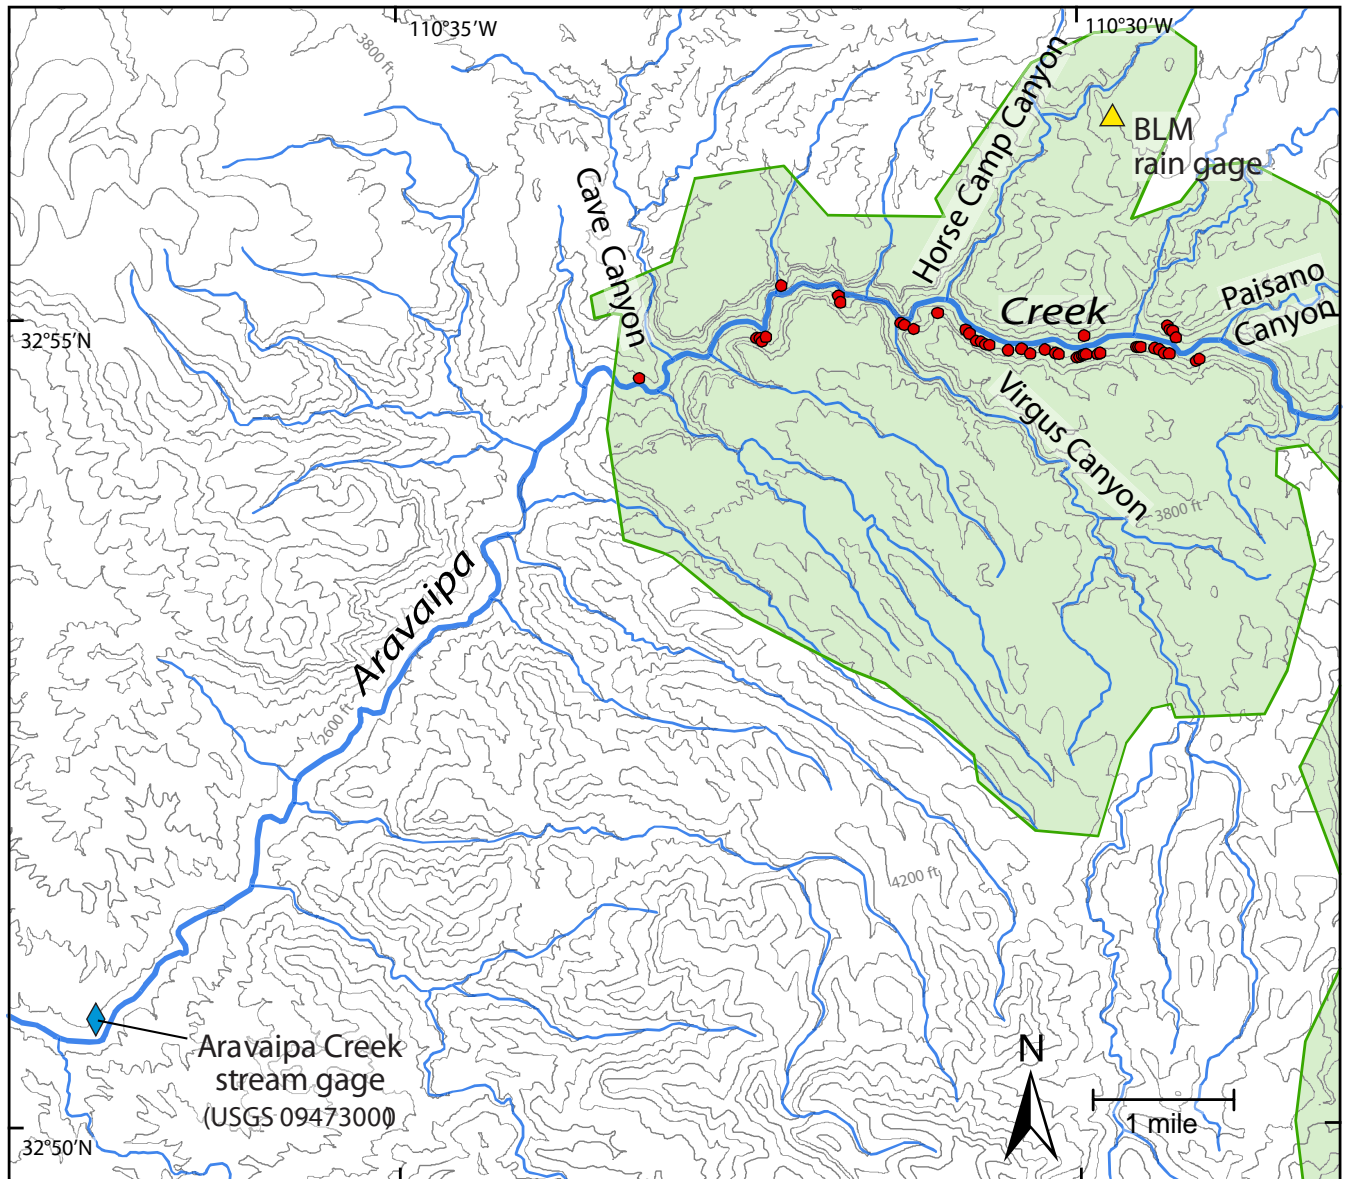 110°35′W
110°30′W
3800 ft
Horse Camp Canyon
BLM
rain gage
Cave Canyon
Paisano
Canyon
Creek
32°55′N
Virgus Canyon
3800 ft
Aravaipa
2600 ft
4200 ft
Aravaipa Creek
stream gage
(USGS 09473000)
N
1 mile
32°50′N